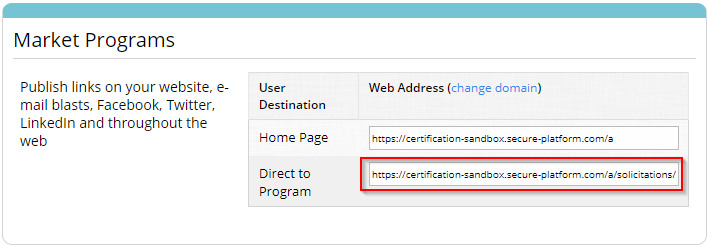 Market Programs
Publish links on your website, e-
mail blasts, Facebook, Twitter,
LinkedIn and throughout the
web
User
Destination
Web Address (change domain)
Home Page
https://certification-sandbox.secure-platform.com/a
Direct to
Program
https://certification-sandbox.secure-platform.com/a/solicitations/